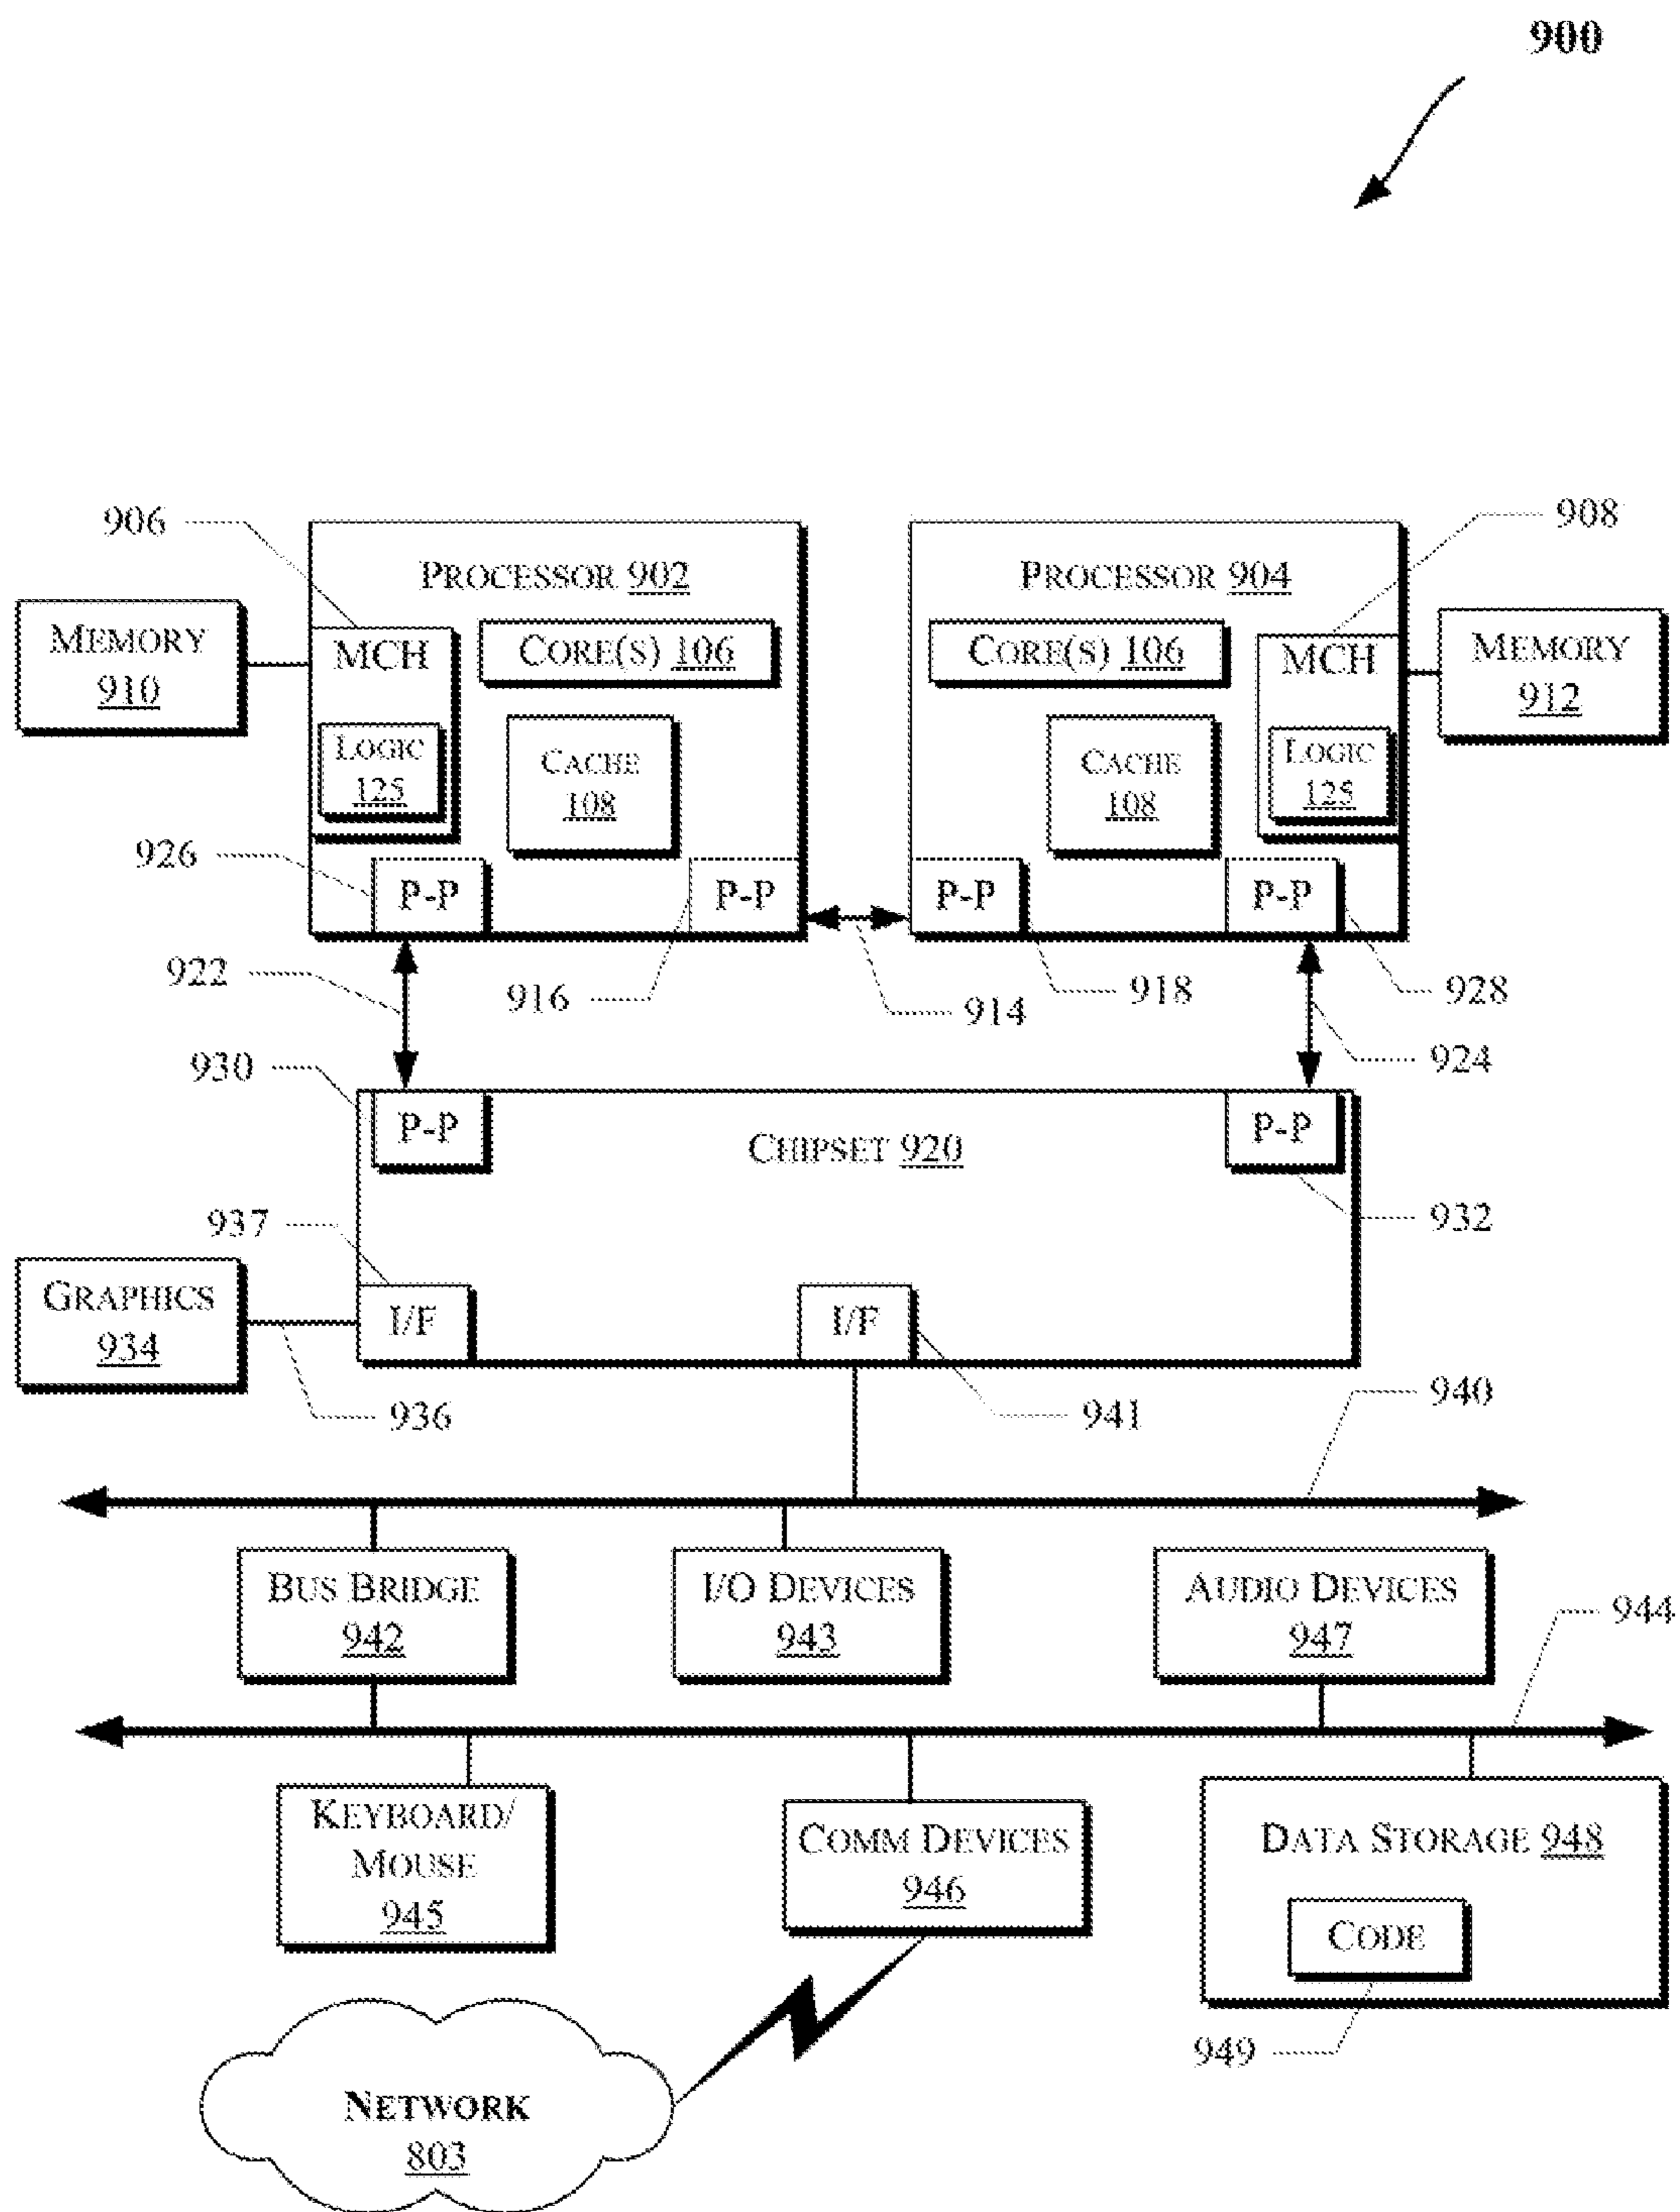 900
906
908
PROCESSOR 902
PROCESSOR 904
MEMORY
910
MCH
CORE(S) 106
CORE(S) 106
MCH
MEMORY
912
LOGIC
125
CACHE
108
CACHE
108
LOGIC
125
926
P-P
P-P
P-P
P-P
922
916
914
918
928
924
930
P-P
CHIPSET 920
P-P
937
932
GRAPHICS
934
I/F
I/F
936
941
940
BUS BRIDGE
942
I/O DEVICES
943
AUDIO DEVICES
947
944
KEYBOARD/
MOUSE
945
COMM DEVICES
946
DATA STORAGE 948
CODE
949
NETWORK
803